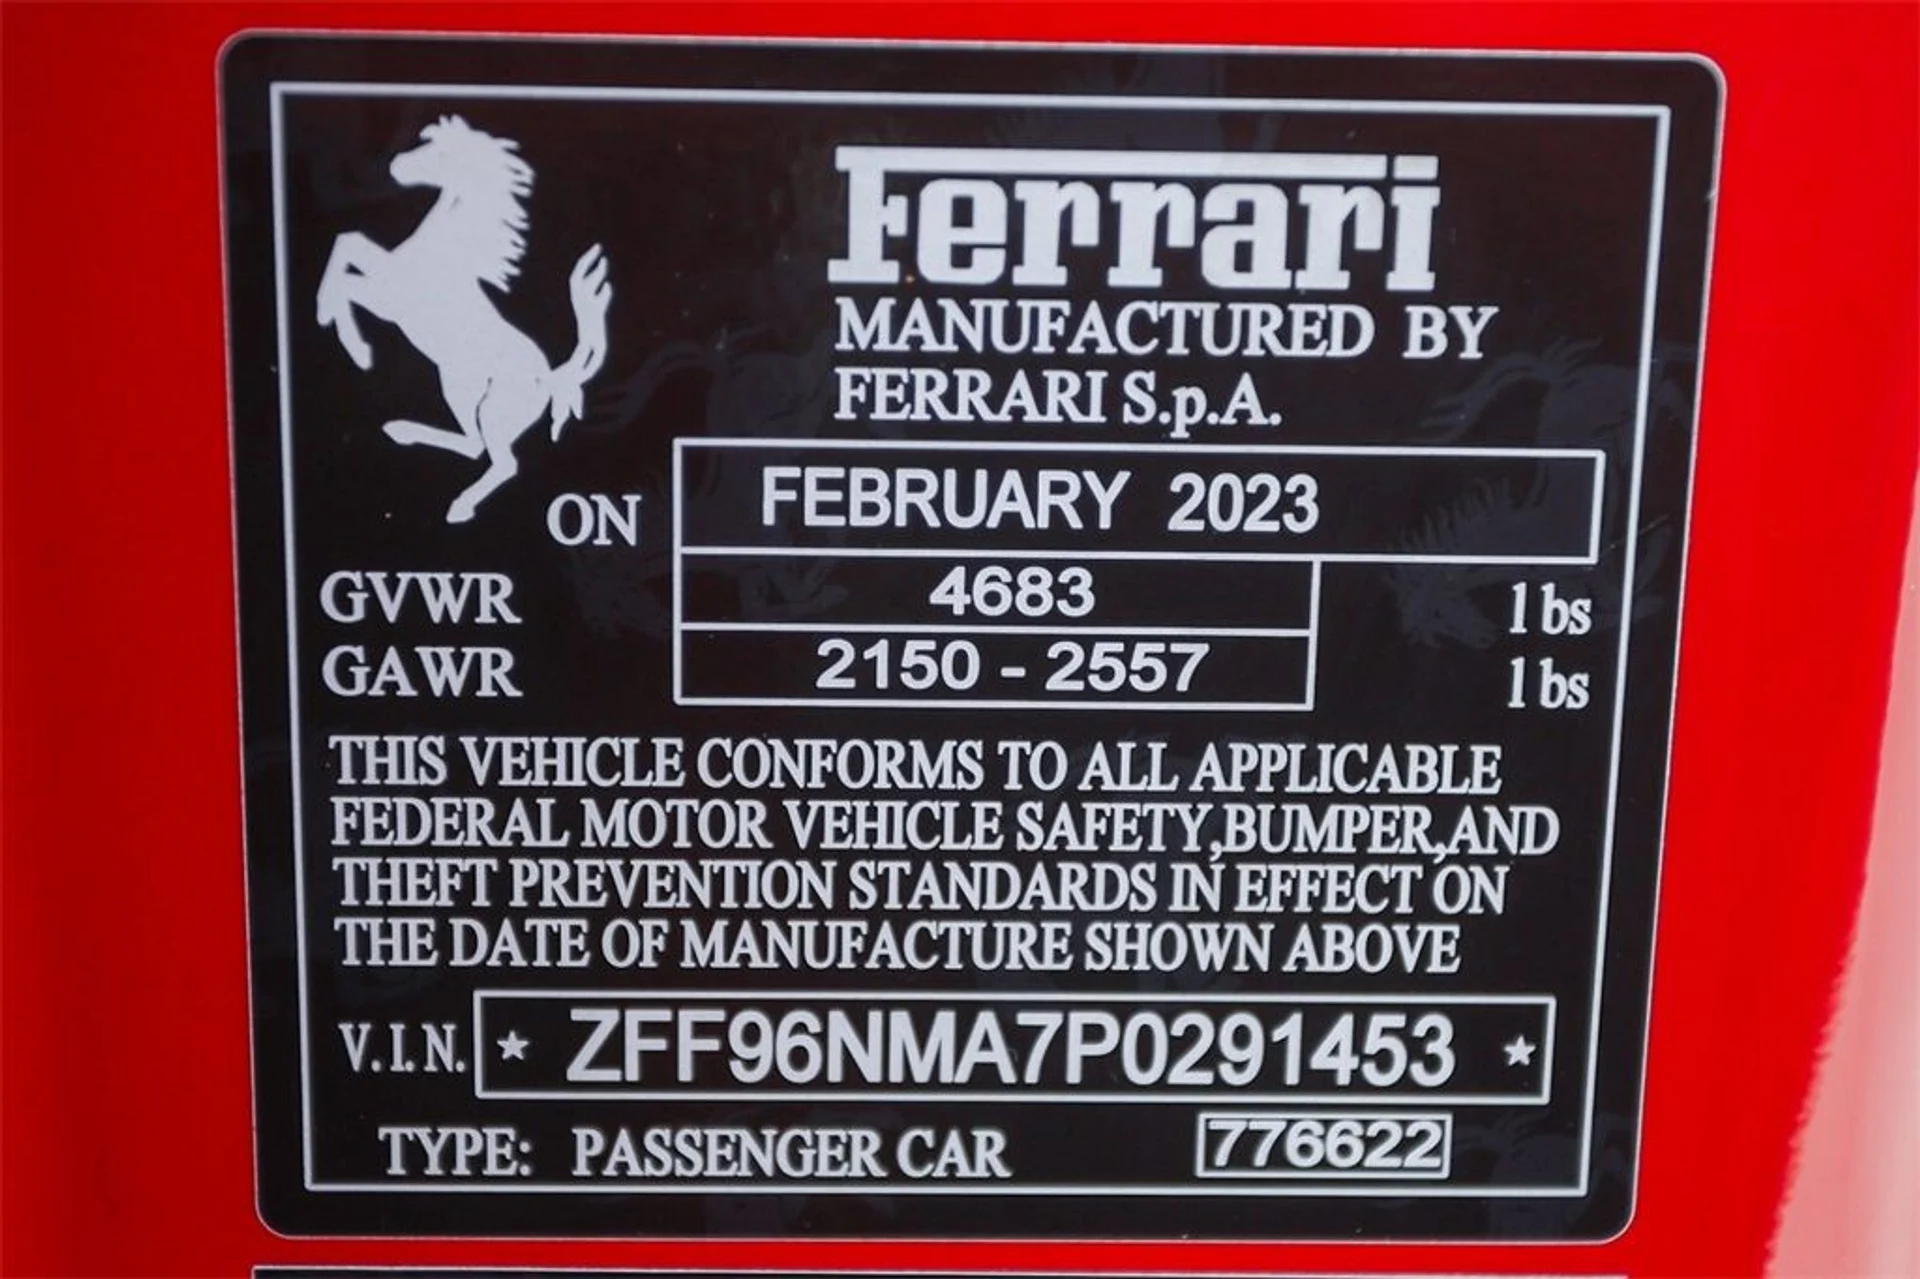 Ferrari
MANUFACTURED BY
FERRARI S.p.A.
ON FEBRUARY 2023
GVWR 4683 lbs
GAWR 2150 - 2557 lbs
THIS VEHICLE CONFORMS TO ALL APPLICABLE
FEDERAL MOTOR VEHICLE SAFETY,BUMPER,AND
THEFT PREVENTION STANDARDS IN EFFECT ON
THE DATE OF MANUFACTURE SHOWN ABOVE
V.I.N. ★ ZFF96NMA7P0291453 ★
TYPE: PASSENGER CAR 776622